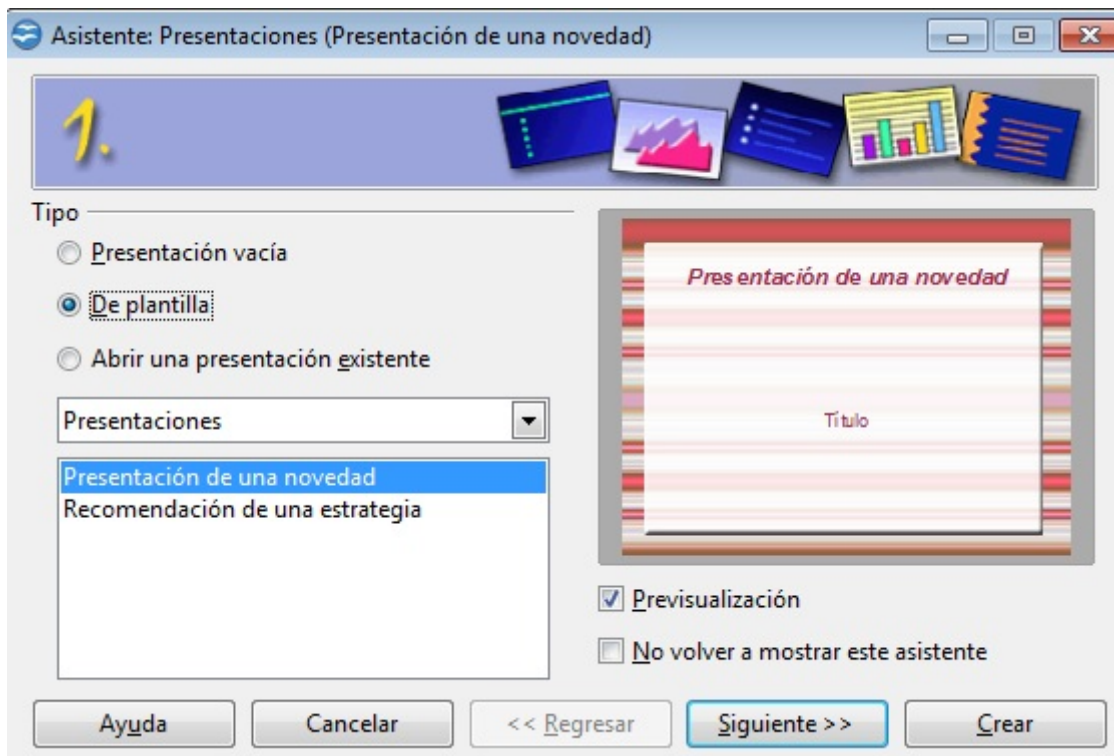 Asistente: Presentaciones (Presentación de una novedad)
1.
Tipo
Presentación vacía
De plantilla
Abrir una presentación existente
Presentaciones
Presentación de una novedad
Recomendación de una estrategia
Presentación de una novedad
Título
Previsualización
No volver a mostrar este asistente
Ayuda
Cancelar
<< Regresar
Siguiente >>
Crear